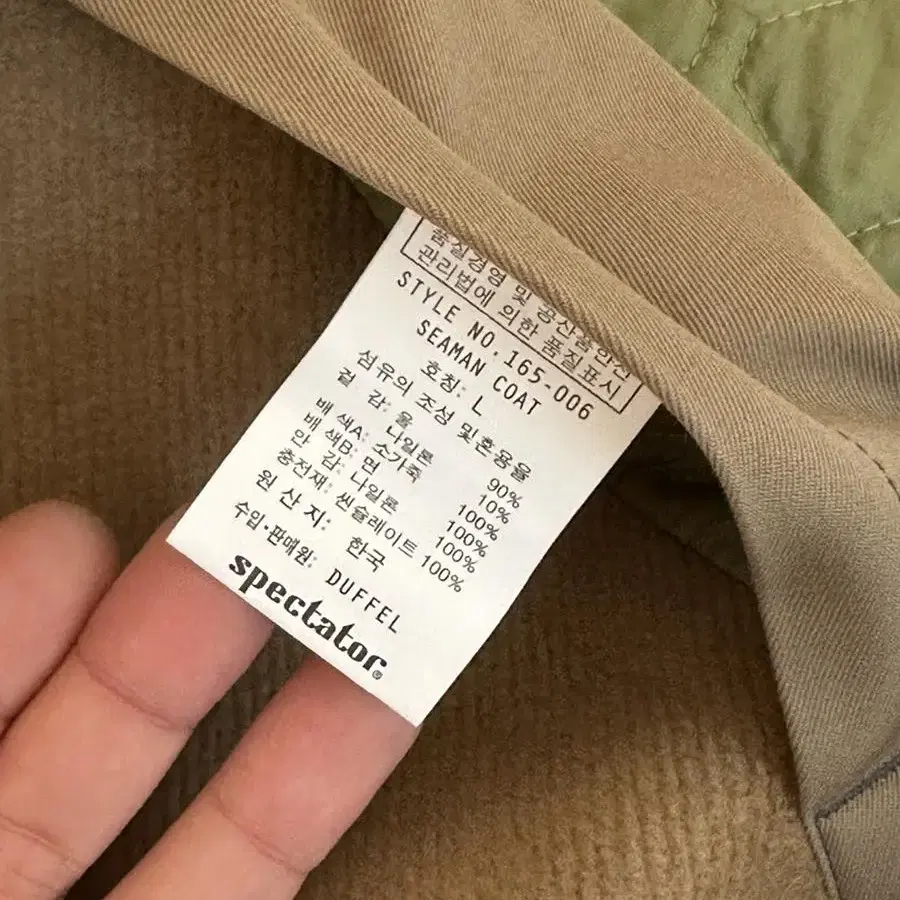 품질경영 및 공산품안전
관리법에 의한 품질표시
STYLE NO.165-006
SEAMAN COAT
호칭: L
섬유의 조성 및혼용율
겉 감: 울 90%
나일론 10%
배 색A: 소가죽 100%
배 색B: 면 100%
안 감: 나일론 100%
충전재: 씬슬레이트 100%
원 산 지: 한국
수입·판매원: DUFFEL
spectator®